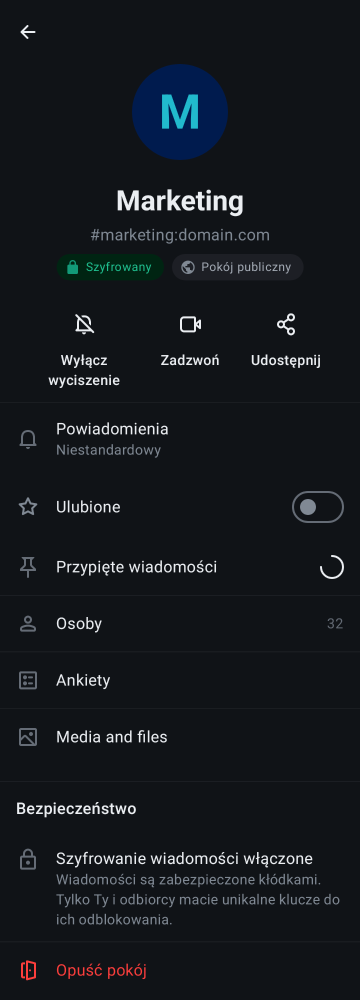 M
Marketing
#marketing:domain.com
Szyfrowany
Pokój publiczny
Wyłącz
wyciszenie
Zadzwoń
Udostępnij
Powiadomienia
Niestandardowy
Ulubione
Przypięte wiadomości
Osoby
32
Ankiety
Media and files
Bezpieczeństwo
Szyfrowanie wiadomości włączone
Wiadomości są zabezpieczone kłódkami.
Tylko Ty i odbiorcy macie unikalne klucze do
ich odblokowania.
Opuść pokój